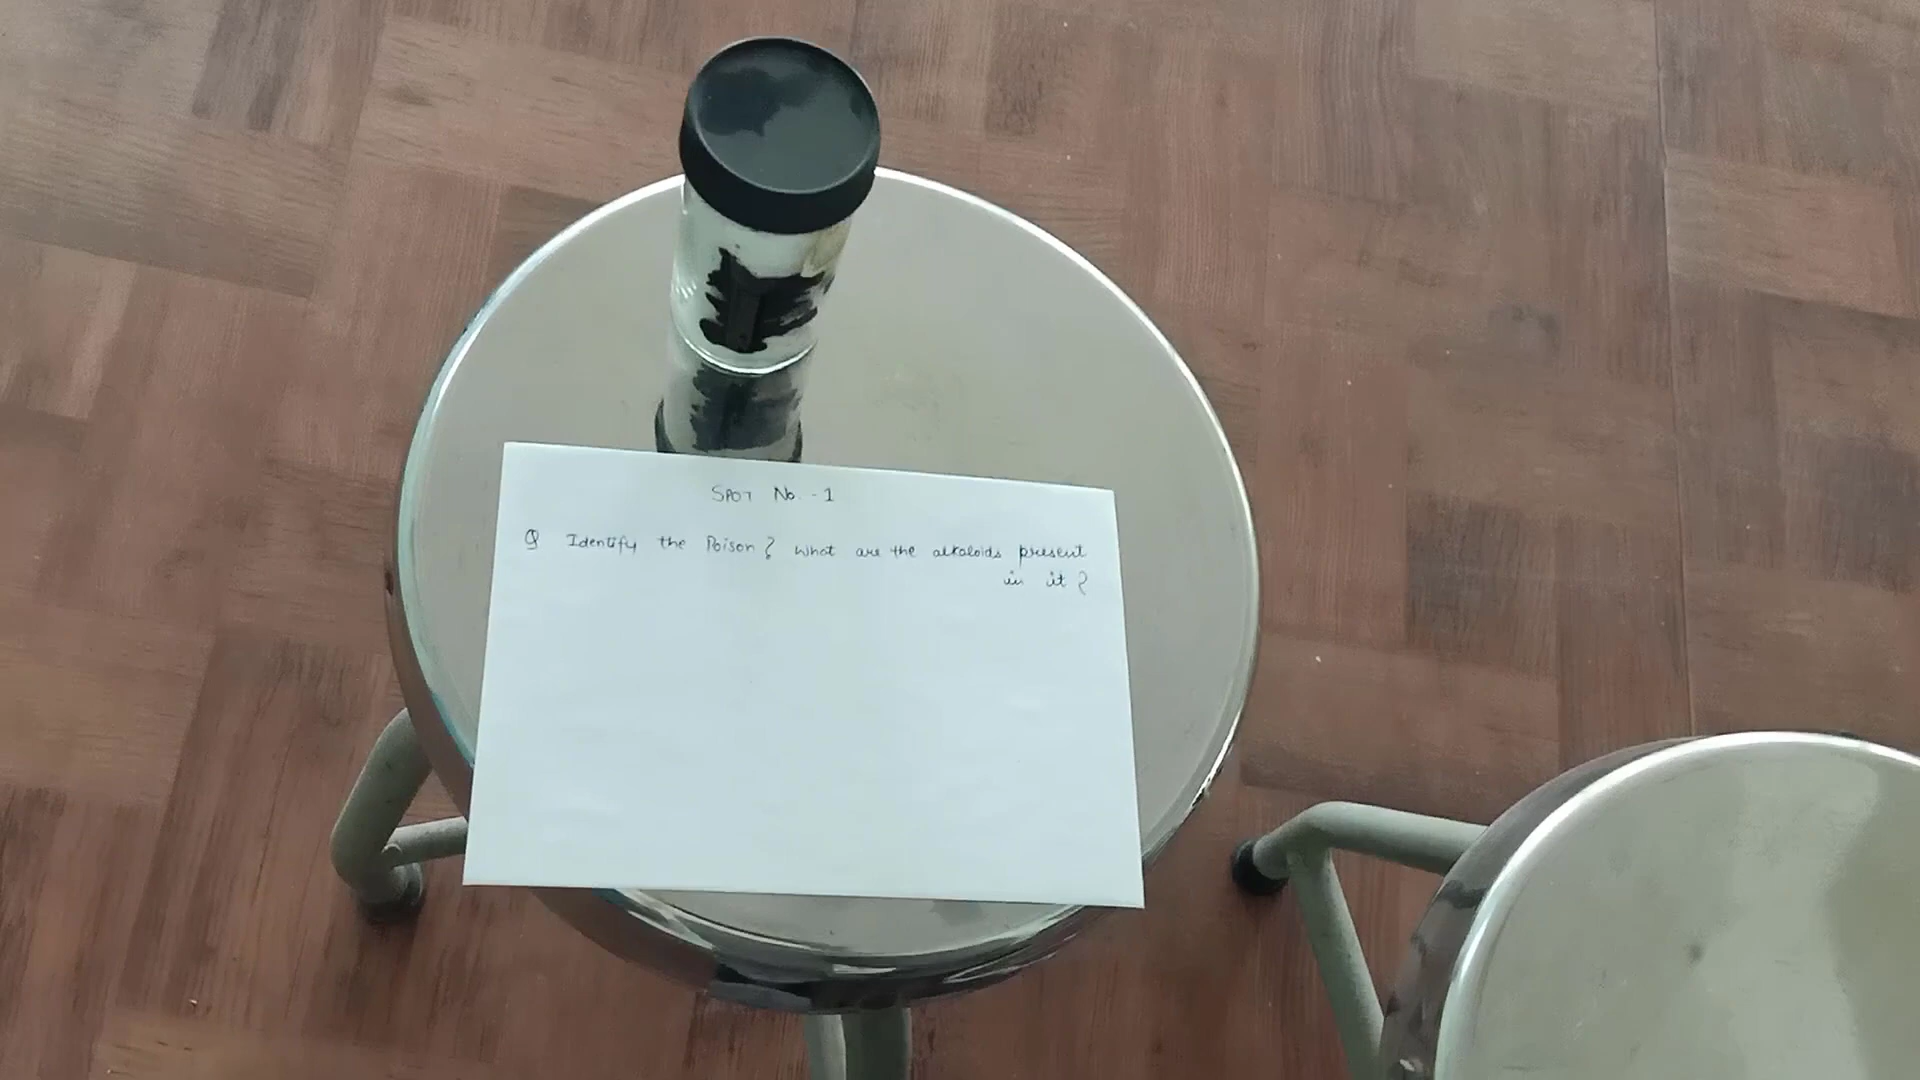 SPOT No. - 1
Q Identify the Poison? What are the alkaloids present
in it?